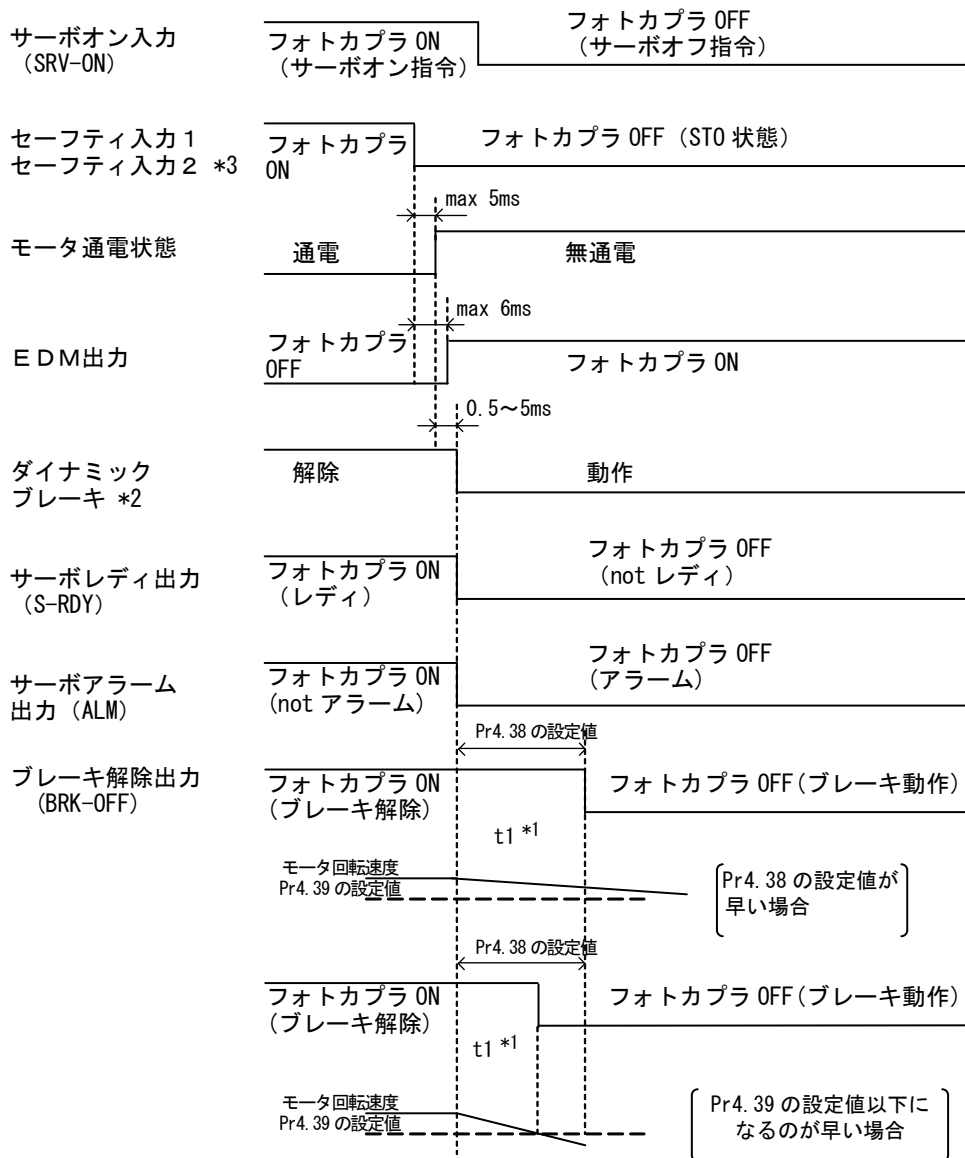 サーボオン入力
(SRV-ON)
フォトカプラ ON
(サーボオン指令)
フォトカプラ OFF
(サーボオフ指令)
セーフティ入力１
セーフティ入力２ *3
フォトカプラ
ON
フォトカプラ OFF (STO 状態)
max 5ms
モータ通電状態
通電
無通電
max 6ms
ＥＤＭ出力
フォトカプラ
OFF
フォトカプラ ON
0.5～5ms
ダイナミック
ブレーキ *2
解除
動作
サーボレディ出力
(S-RDY)
フォトカプラ ON
(レディ)
フォトカプラ OFF
(not レディ)
サーボアラーム
出力 (ALM)
フォトカプラ ON
(not アラーム)
フォトカプラ OFF
(アラーム)
Pr4.38 の設定値
ブレーキ解除出力
(BRK-OFF)
フォトカプラ ON
(ブレーキ解除)
フォトカプラ OFF(ブレーキ動作)
t1 *1
モータ回転速度
Pr4.39 の設定値
Pr4.38 の設定値が
早い場合
Pr4.38 の設定値
フォトカプラ ON
(ブレーキ解除)
フォトカプラ OFF(ブレーキ動作)
t1 *1
モータ回転速度
Pr4.39 の設定値
Pr4.39 の設定値以下に
なるのが早い場合